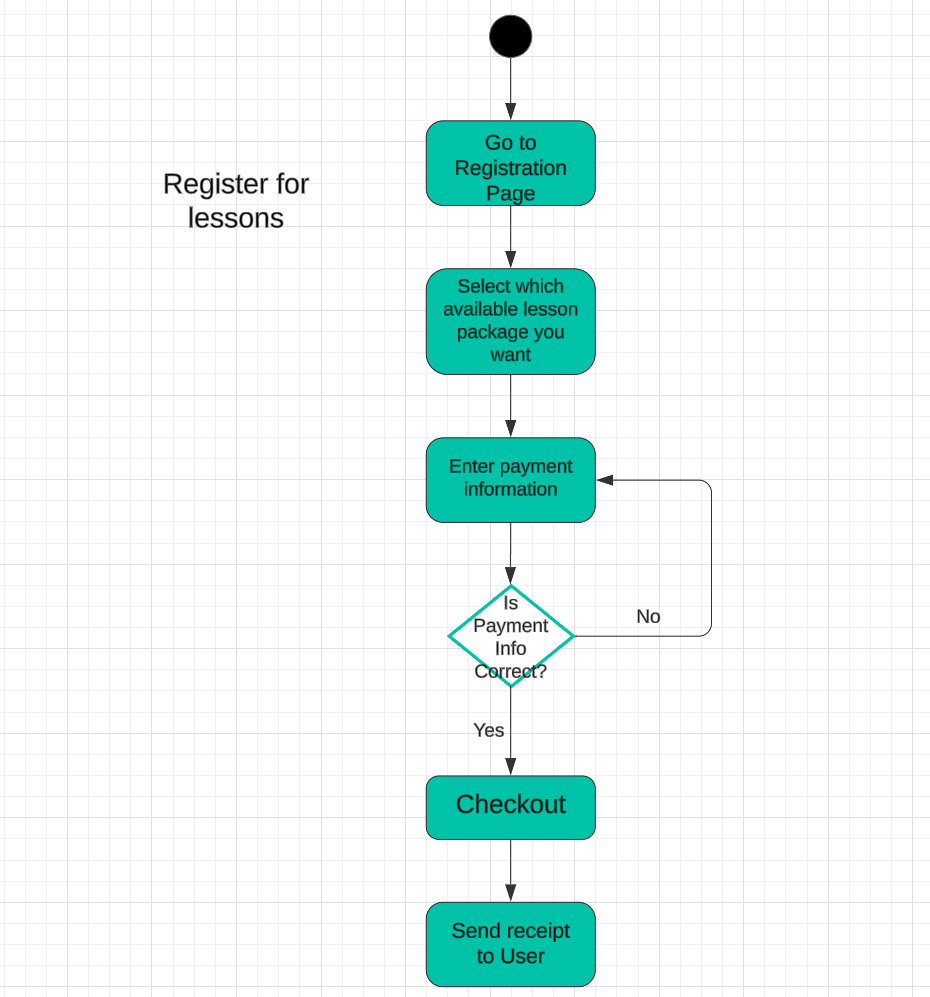 Register for
lessons
Go to
Registration
Page
Select which
available lesson
package you
want
Enter payment
information
Is
Payment
Info
Correct?
No
Yes
Checkout
Send receipt
to User